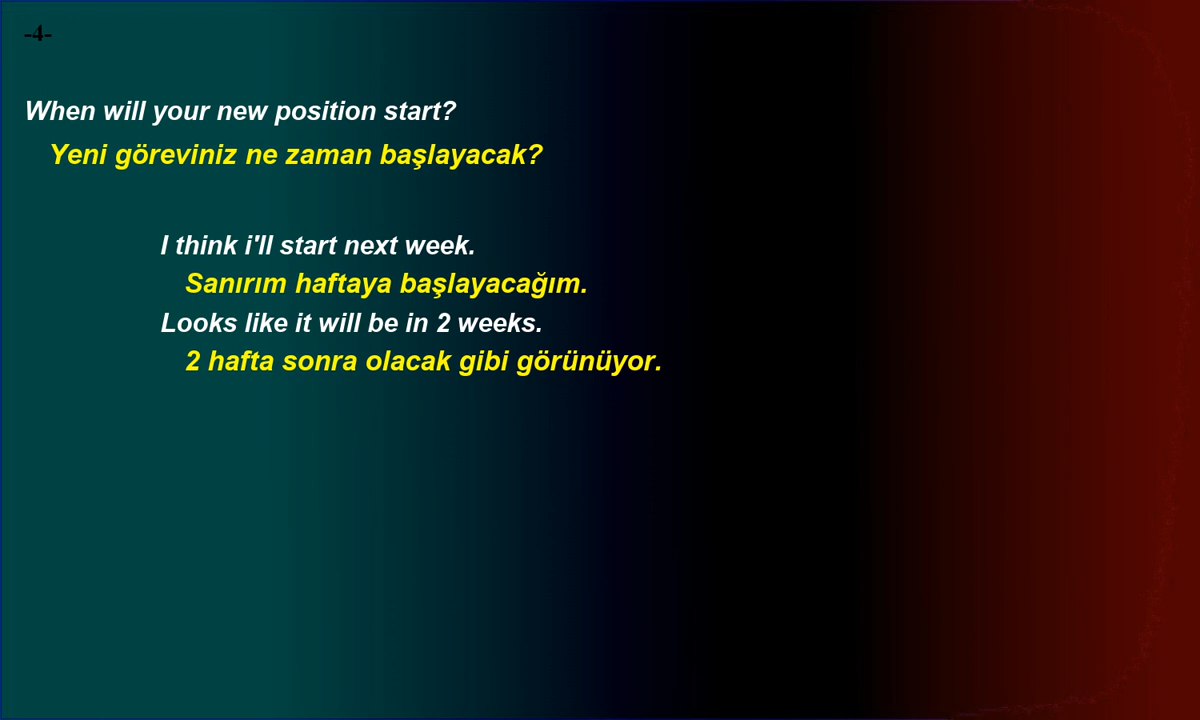 -4-
When will your new position start?
Yeni göreviniz ne zaman başlayacak?
I think i'll start next week.
Sanırım haftaya başlayacağım.
Looks like it will be in 2 weeks.
2 hafta sonra olacak gibi görünüyor.